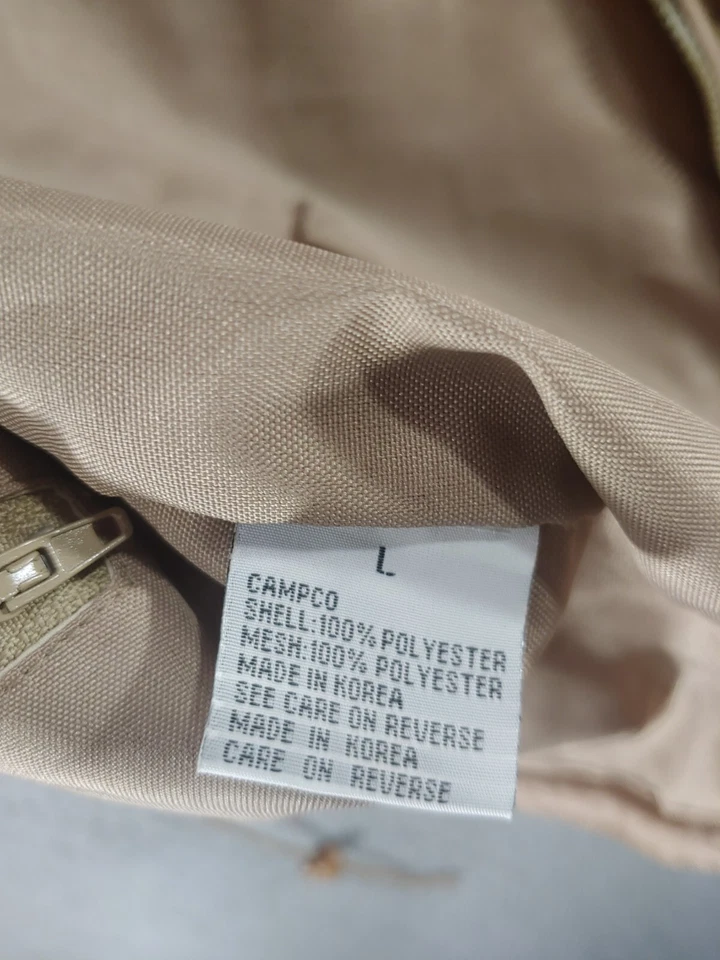 L
CAMPCO
SHELL:100% POLYESTER
MESH:100% POLYESTER
MADE IN KOREA
SEE CARE ON REVERSE
MADE IN KOREA
CARE ON REVERSE